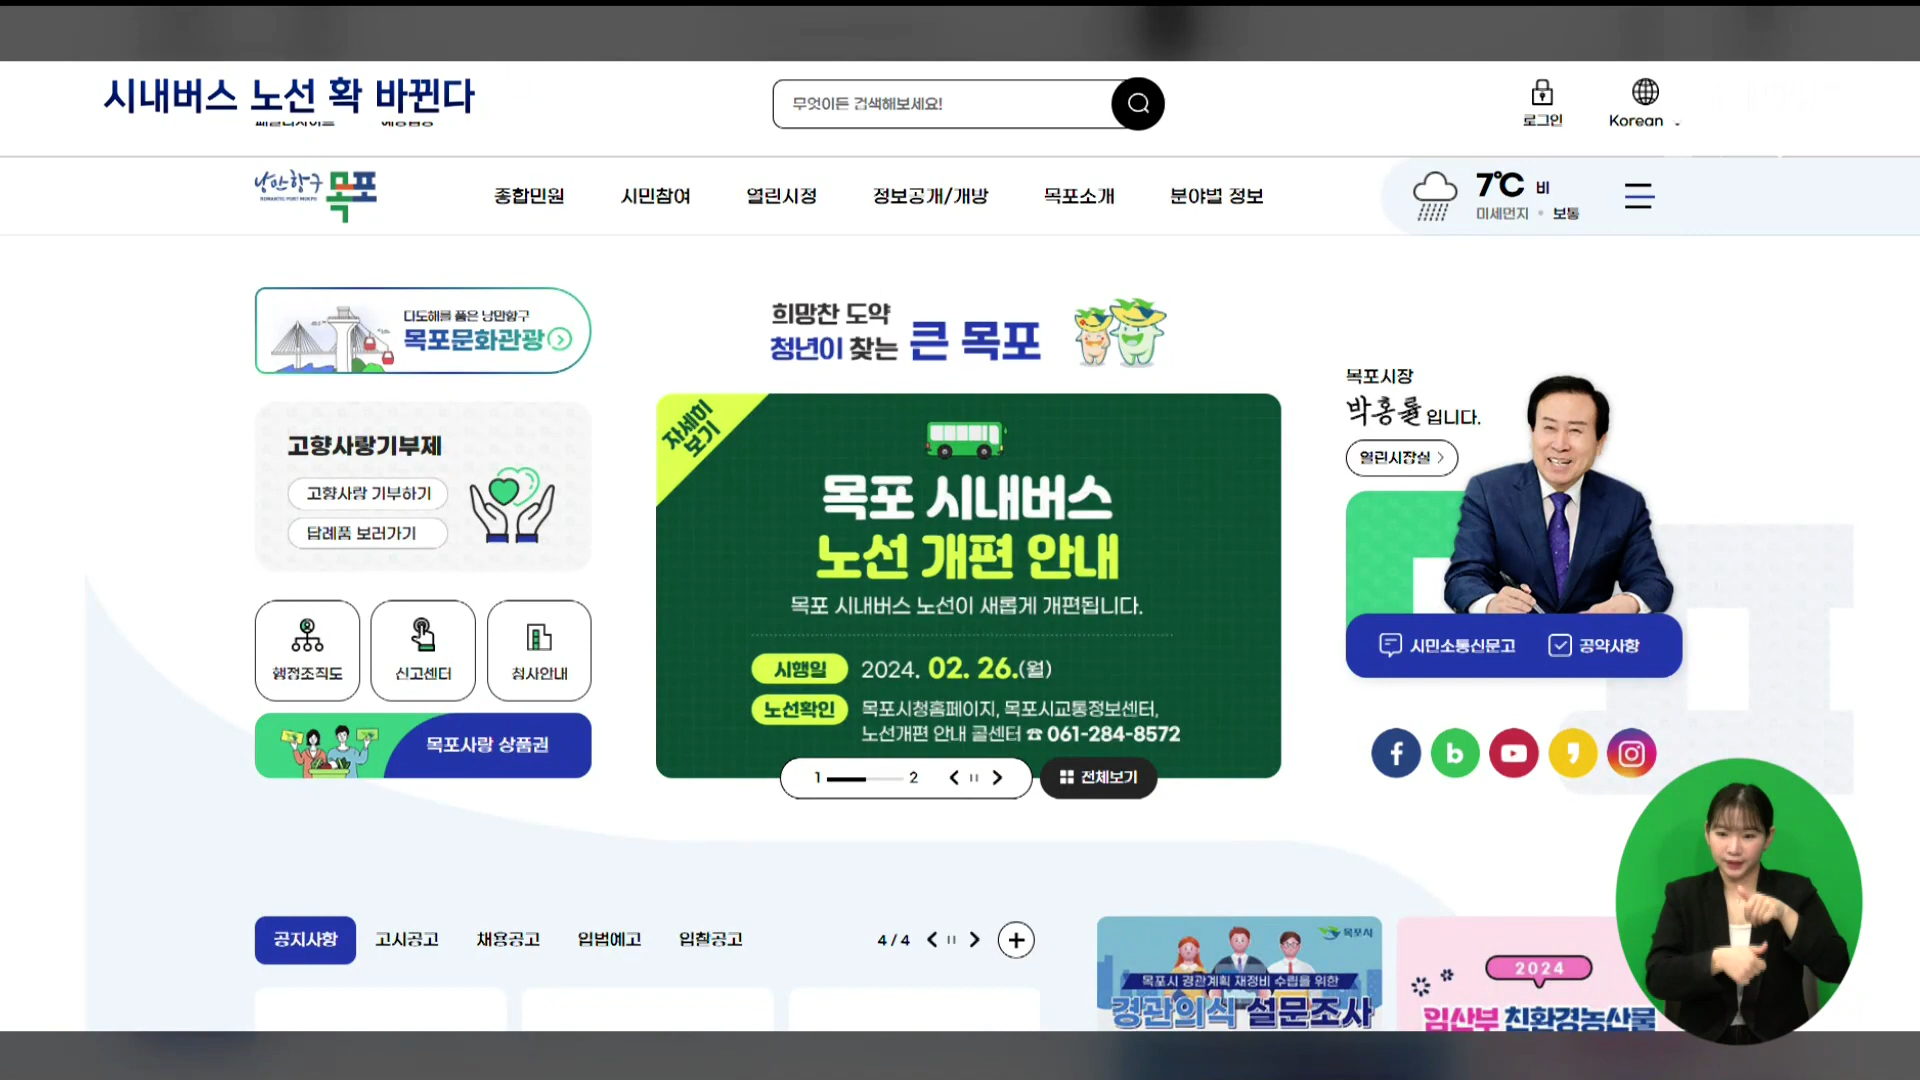 시내버스 노선 확 바뀐다
무엇이든 검색해보세요!
로그인
Korean
낭만항구 목포
ROMANTIC PORT MOKPO
종합민원
시민참여
열린시정
정보공개/개방
목포소개
분야별 정보
7℃ 비
미세먼지 • 보통
다도해를 품은 낭만항구
목포문화관광
희망찬 도약
청년이 찾는 큰 목포
고향사랑기부제
고향사랑 기부하기
답례품 보러가기
행정조직도
신고센터
청사안내
목포사랑 상품권
자세히
보기
목포 시내버스
노선 개편 안내
목포 시내버스 노선이 새롭게 개편됩니다.
시행일 2024. 02. 26.(월)
노선확인 목포시청홈페이지, 목포시교통정보센터,
노선개편 안내 콜센터 ☎ 061-284-8572
1 2
전체보기
목포시장
박홍률 입니다.
열린시장실
시민소통신문고
공약사항
공지사항
고시공고
채용공고
입법예고
입찰공고
4 / 4
목포시
목포시 경관계획 재정비 수립을 위한
경관의식 설문조사
2024
임산부 친환경농산물